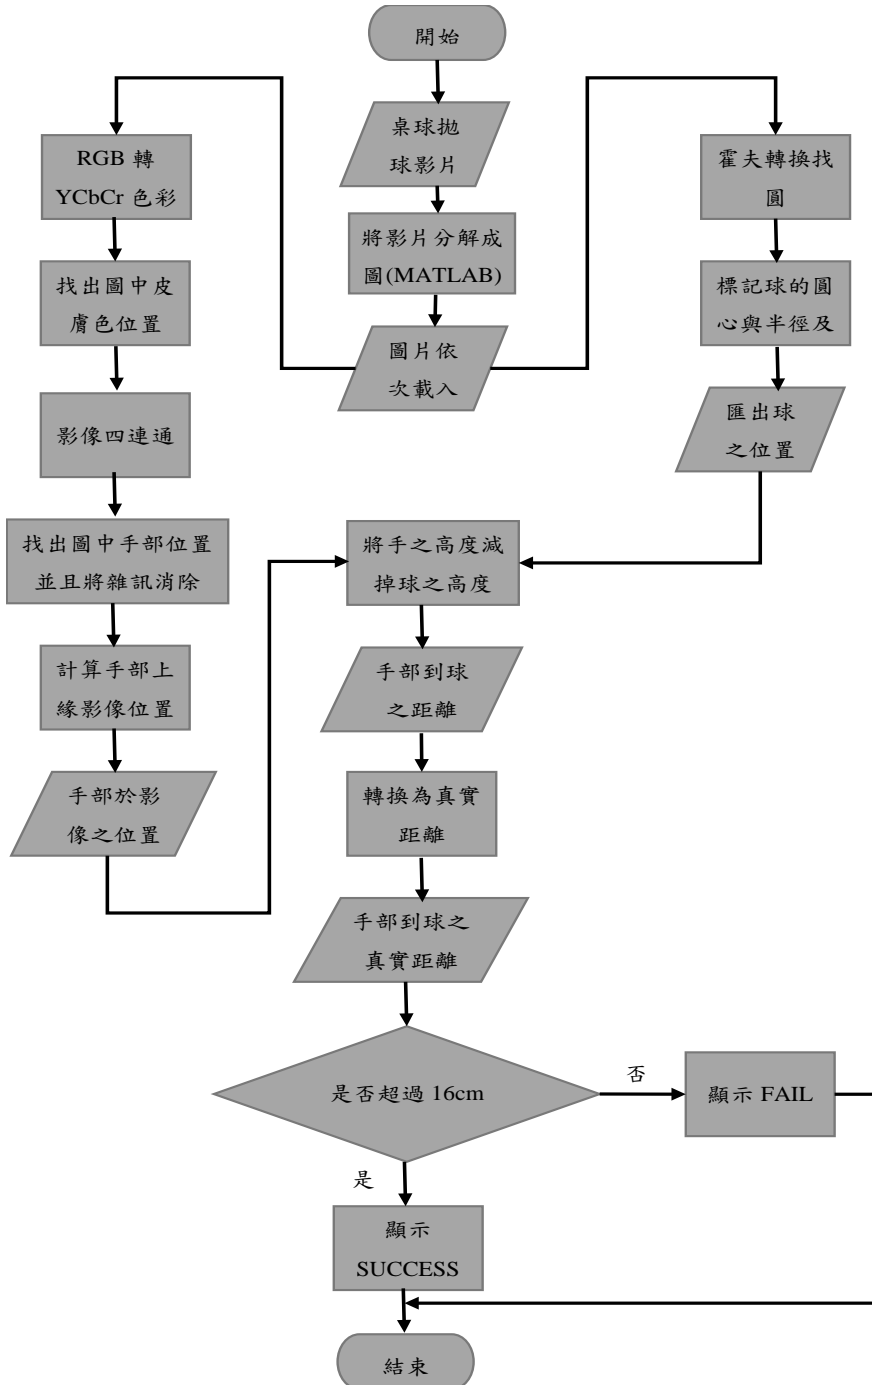 開始
桌球拋
球影片
將影片分解成
圖(MATLAB)
圖片依
次載入
RGB 轉
YCbCr 色彩
找出圖中皮
膚色位置
影像四連通
找出圖中手部位置
並且將雜訊消除
計算手部上
緣影像位置
手部於影
像之位置
霍夫轉換找
圓
標記球的圓
心與半徑及
匯出球
之位置
將手之高度減
掉球之高度
手部到球
之距離
轉換為真實
距離
手部到球之
真實距離
是否超過 16cm
否
顯示 FAIL
是
顯示
SUCCESS
結束